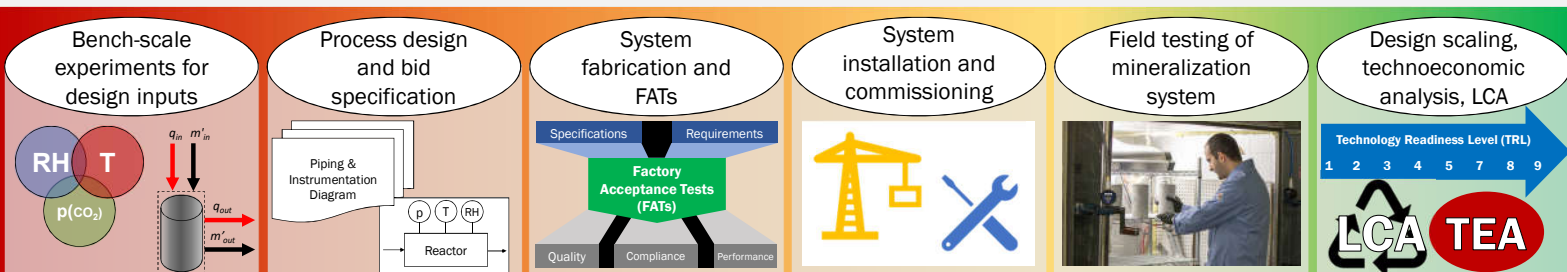 Bench-scale
experiments for
design inputs
RH
T
p(CO₂)
q_in
m'_in
q_out
m'_out
Process design
and bid
specification
Piping &
Instrumentation
Diagram
p
T
RH
Reactor
System
fabrication and
FATs
Specifications
Requirements
Factory
Acceptance Tests
(FATs)
Quality
Compliance
Performance
System
installation and
commissioning
Field testing of
mineralization
system
Design scaling,
technoeconomic
analysis, LCA
Technology Readiness Level (TRL)
1 2 3 4 5 7 8 9
LCA
TEA